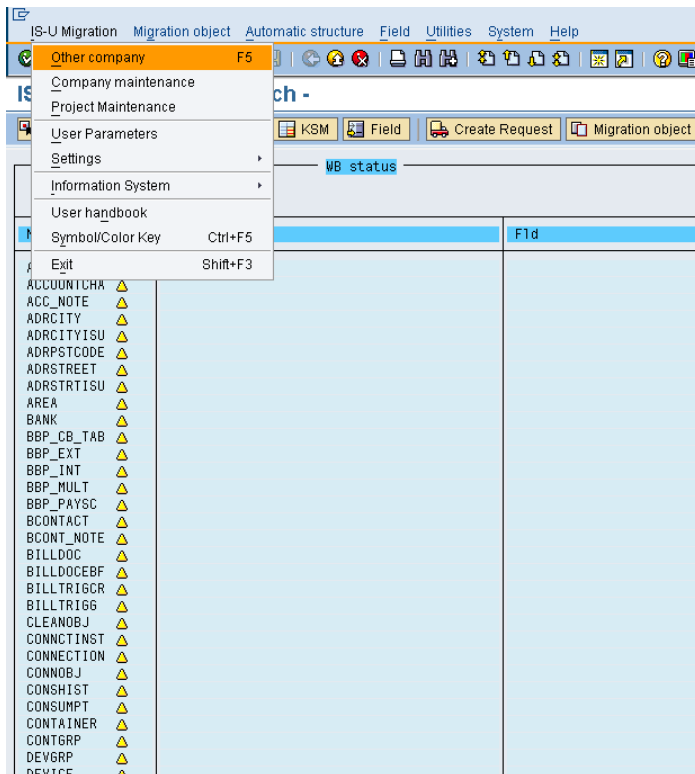 IS-U Migration Migration object Automatic structure Field Utilities System Help
Other company F5
Company maintenance
Project Maintenance
User Parameters
Settings
Information System
User handbook
Symbol/Color Key Ctrl+F5
Exit Shift+F3
IS ch -
KSM Field Create Request Migration object
WB status
Fld
ACCOUNTCHA
ACC_NOTE
ADRCITY
ADRCITYISU
ADRPSTCODE
ADRSTREET
ADRSTRTISU
AREA
BANK
BBP_CB_TAB
BBP_EXT
BBP_INT
BBP_MULT
BBP_PAYSC
BCONTACT
BCONT_NOTE
BILLDOC
BILLDOCEBF
BILLTRIGCR
BILLTRIGG
CLEANOBJ
CONNCTINST
CONNECTION
CONNOBJ
CONSHIST
CONSUMPT
CONTAINER
CONTGRP
DEVGRP
DEVICE